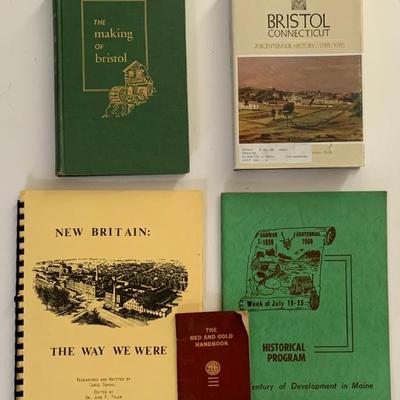 THE
making
OF
bristol
BRISTOL
CONNECTICUT
A BICENTENNIAL HISTORY / 1785-1985
NEW BRITAIN:
THE WAY WE WERE
RESEARCHED AND WRITTEN BY
EDITED BY
THE
RED AND GOLD
HANDBOOK
CENTENNIAL
1869
1969
Week of July 19-25
HISTORICAL
PROGRAM
Century of Development in Maine